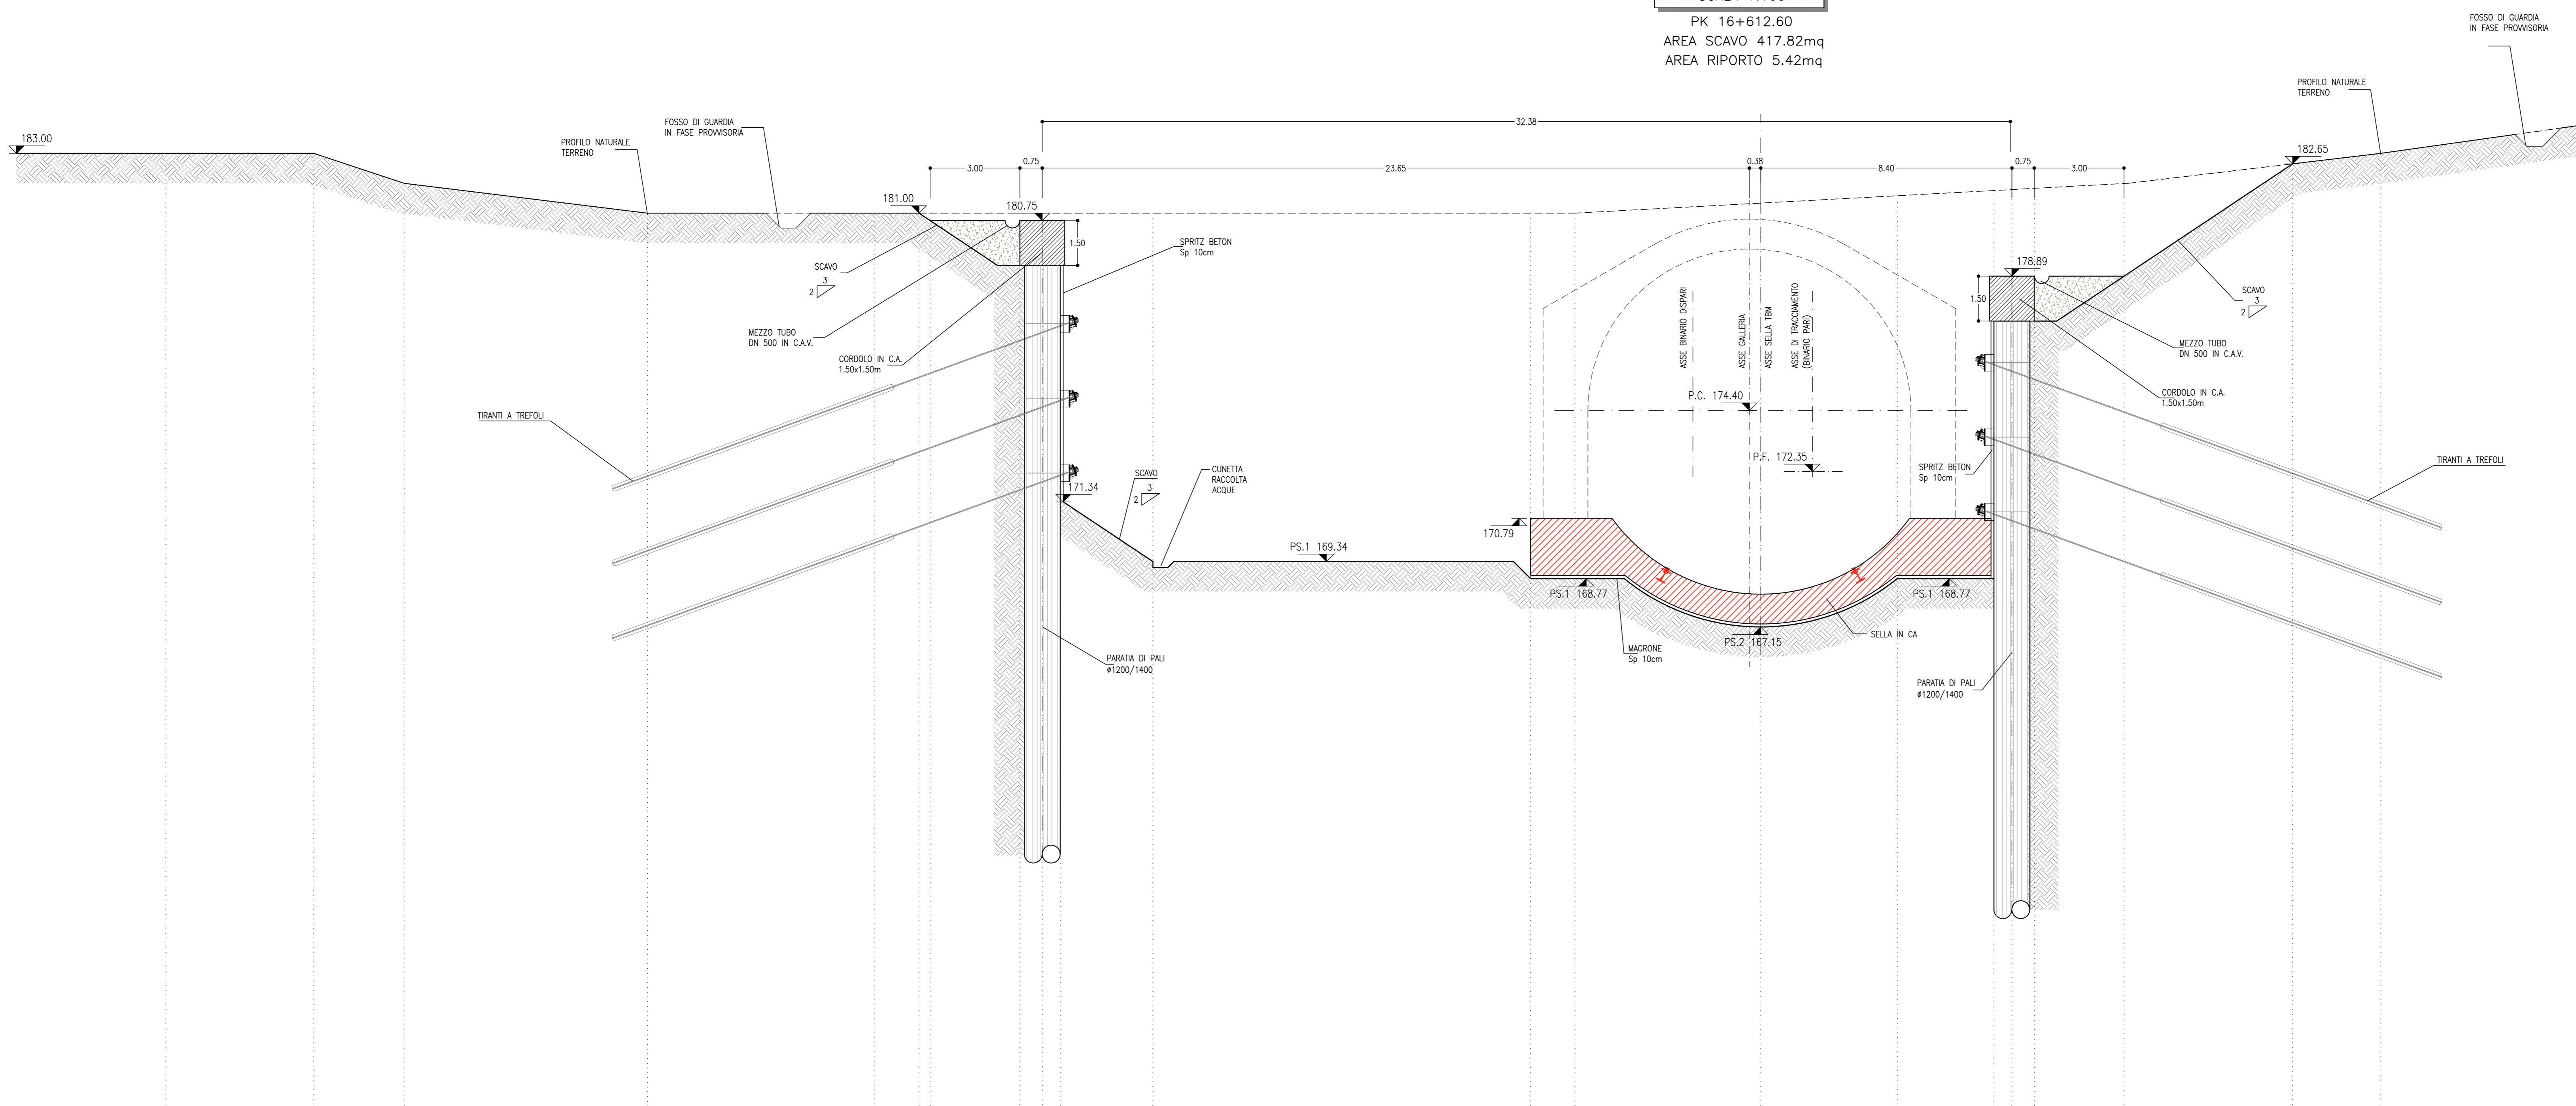 PK 16+612.60
AREA SCAVO 417.82mq
AREA RIPORTO 5.42mq
FOSSO DI GUARDIA
IN FASE PROVVISORIA
PROFILO NATURALE
TERRENO
32.38
FOSSO DI GUARDIA
IN FASE PROVVISORIA
183.00
PROFILO NATURALE
TERRENO
182.65
3.00
0.75
23.65
0.38
8.40
0.75
3.00
181.00
180.75
1.50
SPRITZ BETON
Sp 10cm
SCAVO
3
2
178.89
1.50
SCAVO
3
2
MEZZO TUBO
DN 500 IN C.A.V.
CORDOLO IN C.A.
1.50x1.50m
ASSE BINARIO DISPARI
ASSE GALLERIA
ASSE SELLA TBM
ASSE DI TRACCIAMENTO
(BINARIO PARI)
MEZZO TUBO
DN 500 IN C.A.V.
CORDOLO IN C.A.
1.50x1.50m
P.C. 174.40
TIRANTI A TREFOLI
P.F. 172.35
SPRITZ BETON
Sp 10cm
TIRANTI A TREFOLI
171.34
SCAVO
3
2
CUNETTA
RACCOLTA
ACQUE
170.79
PS.1 169.34
PS.1 168.77
PS.1 168.77
PS.2 167.15
SELLA IN CA
MAGRONE
Sp 10cm
PARATIA DI PALI
ø1200/1400
PARATIA DI PALI
ø1200/1400